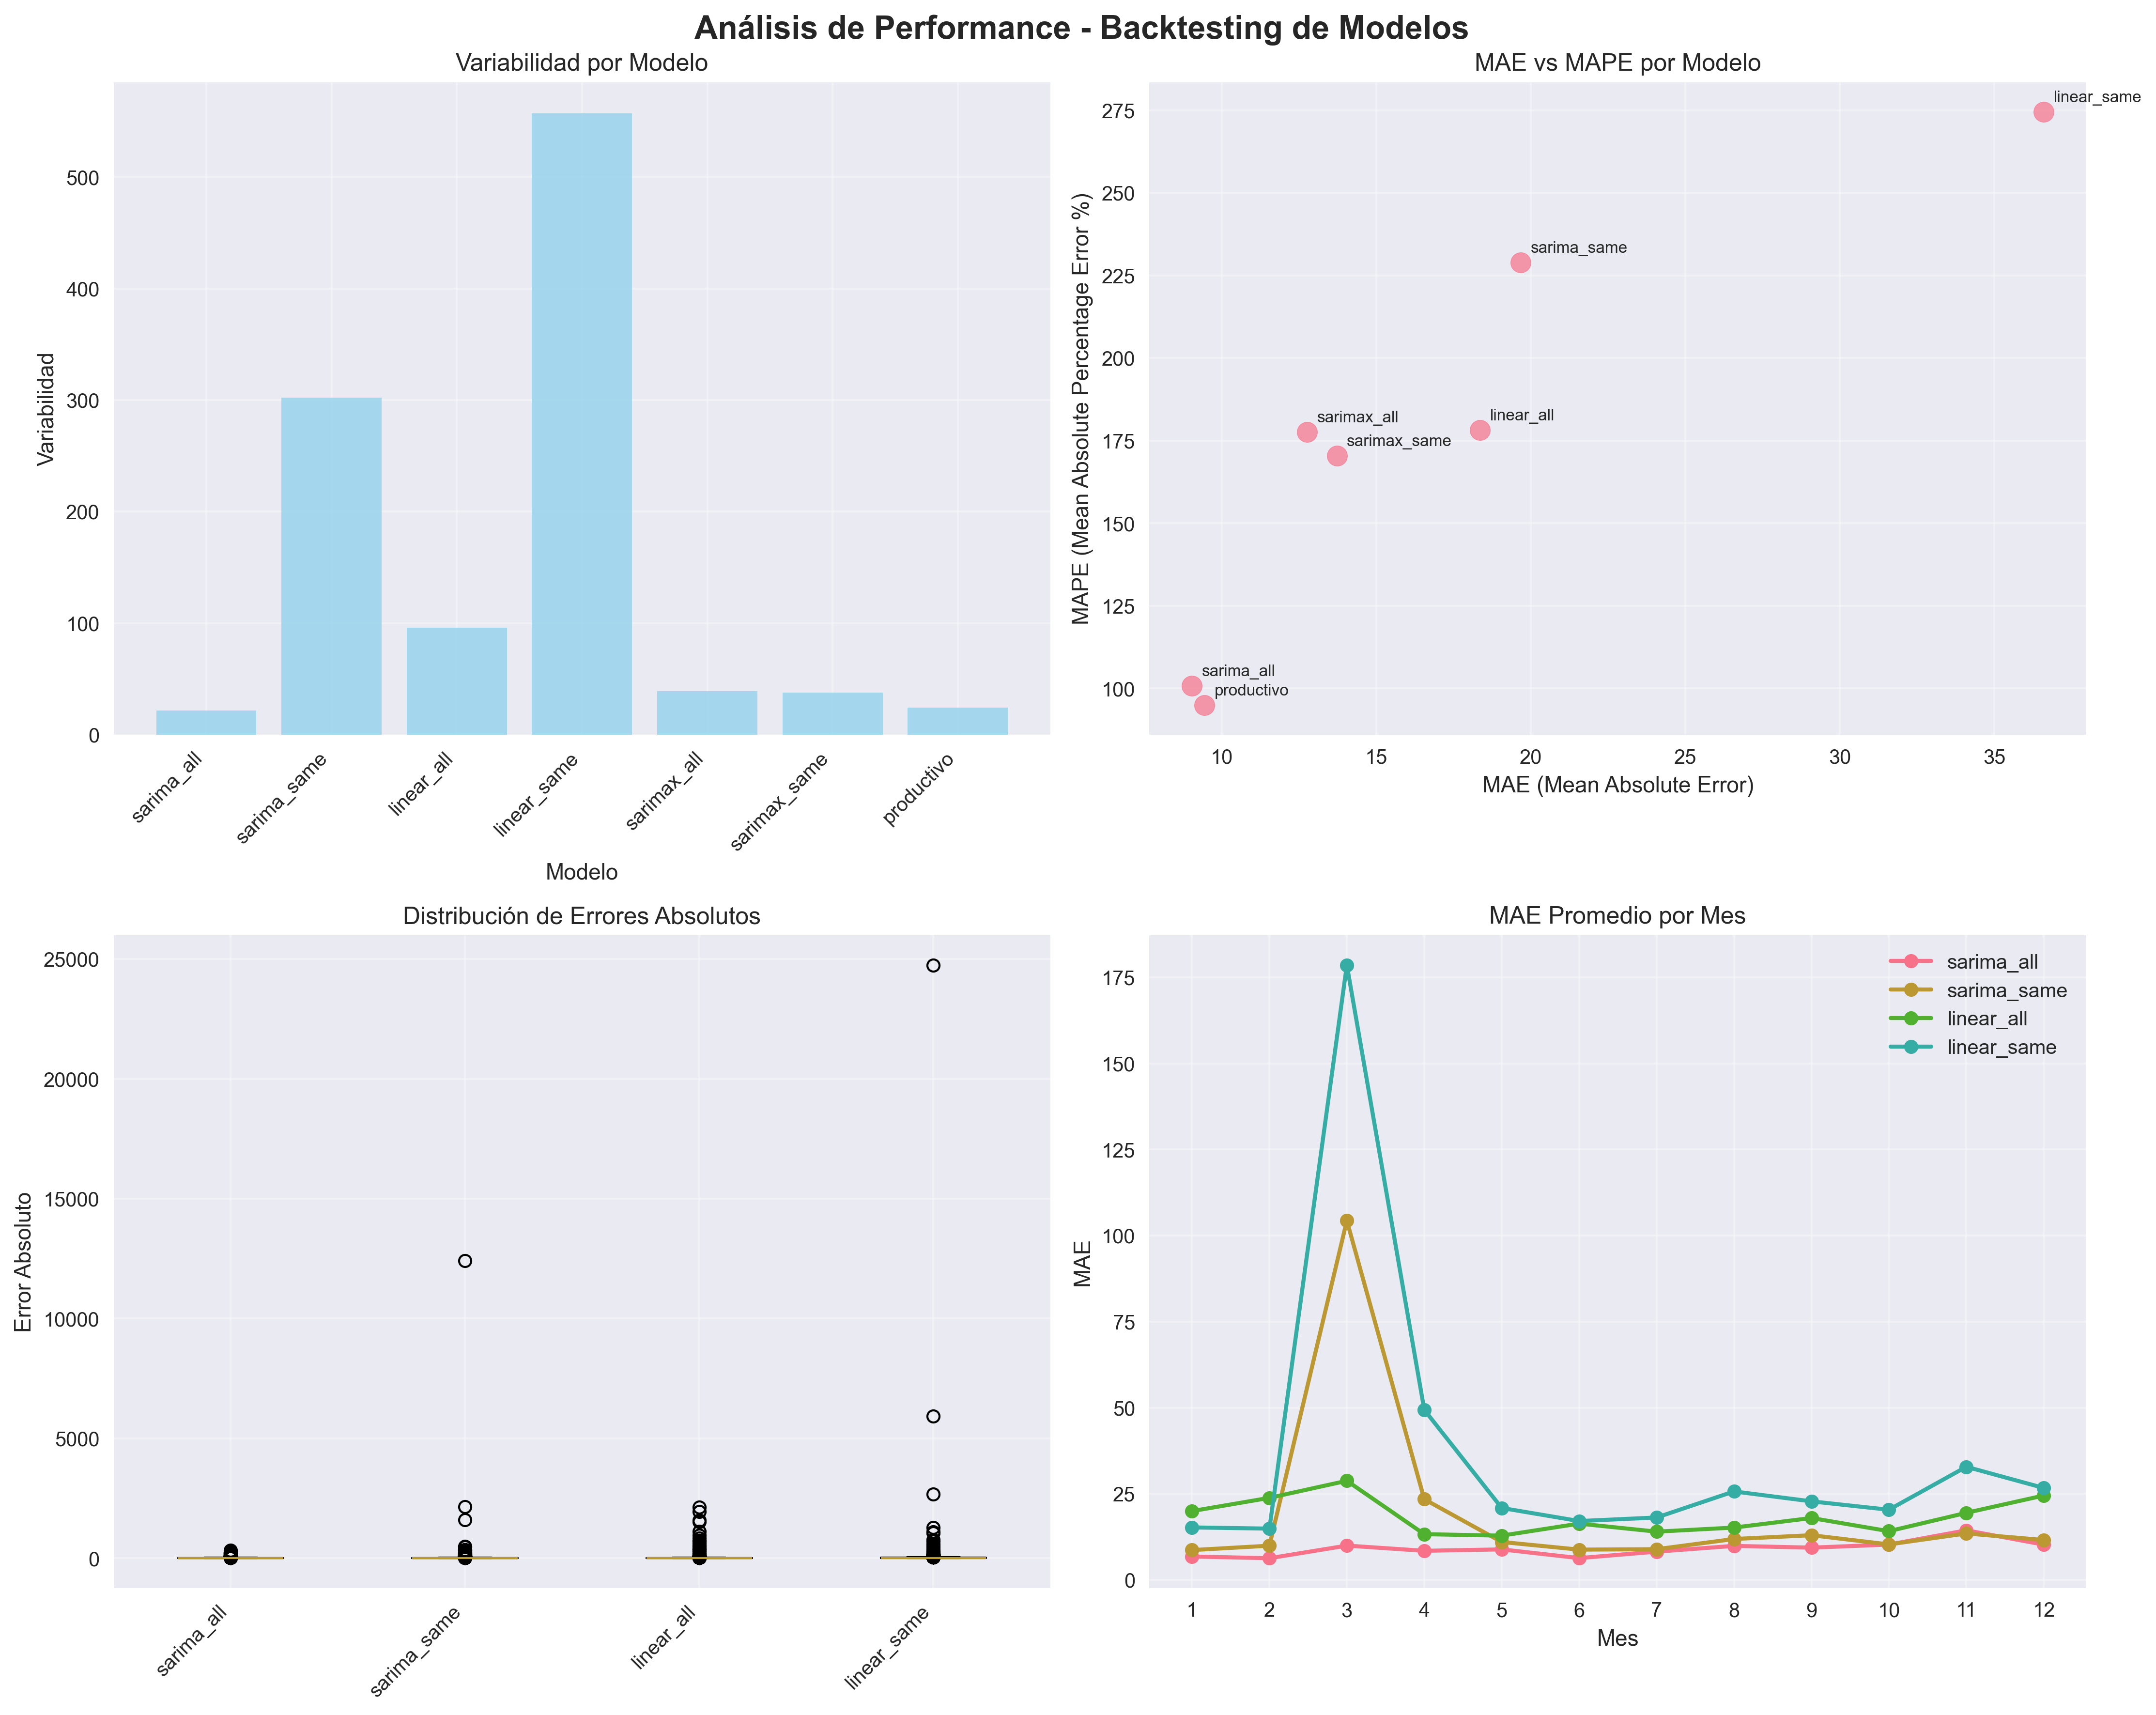 Análisis de Performance - Backtesting de Modelos
Variabilidad por Modelo
Variabilidad
500
400
300
200
100
0
sarima_all
sarima_same
linear_all
linear_same
sarimax_all
sarimax_same
productivo
Modelo
MAE vs MAPE por Modelo
MAPE (Mean Absolute Percentage Error %)
275
250
225
200
175
150
125
100
linear_same
sarima_same
sarimax_all
linear_all
sarimax_same
sarima_all
productivo
10
15
20
25
30
35
MAE (Mean Absolute Error)
Distribución de Errores Absolutos
Error Absoluto
25000
20000
15000
10000
5000
0
sarima_all
sarima_same
linear_all
linear_same
MAE Promedio por Mes
MAE
175
150
125
100
75
50
25
0
sarima_all
sarima_same
linear_all
linear_same
1
2
3
4
5
6
7
8
9
10
11
12
Mes